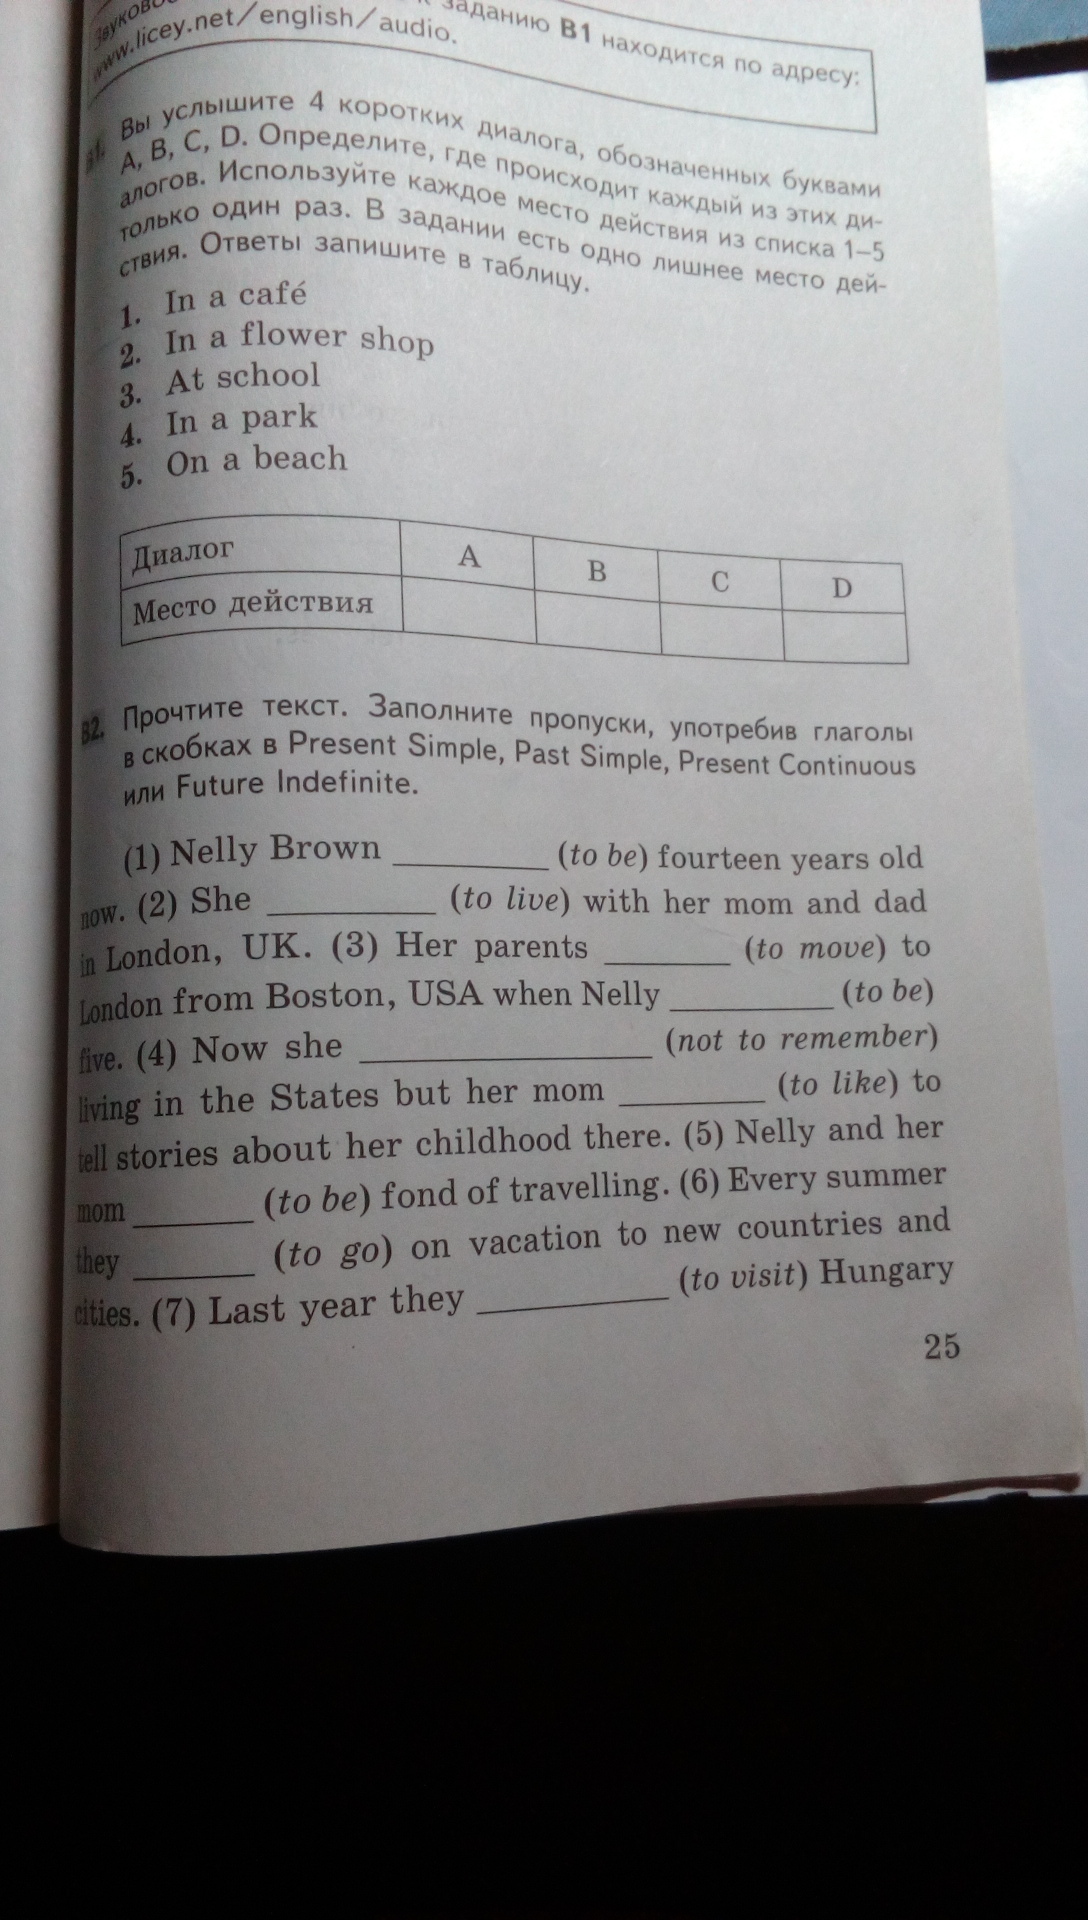 заданию B1 находится по адресу:
www.licey.net/english/audio.
B1. Вы услышите 4 коротких диалога, обозначенных буквами
A, B, C, D. Определите, где происходит каждый из этих ди-
алогов. Используйте каждое место действия из списка 1–5
только один раз. В задании есть одно лишнее место дей-
ствия. Ответы запишите в таблицу.
1. In a café
2. In a flower shop
3. At school
4. In a park
5. On a beach
Диалог A B C D
Место действия
B2. Прочтите текст. Заполните пропуски, употребив глаголы
в скобках в Present Simple, Past Simple, Present Continuous
или Future Indefinite.
(1) Nelly Brown __________ (to be) fourteen years old
now. (2) She __________ (to live) with her mom and dad
in London, UK. (3) Her parents ________ (to move) to
London from Boston, USA when Nelly __________ (to be)
five. (4) Now she __________________ (not to remember)
living in the States but her mom _________ (to like) to
tell stories about her childhood there. (5) Nelly and her
mom ________ (to be) fond of travelling. (6) Every summer
they ________ (to go) on vacation to new countries and
cities. (7) Last year they ____________ (to visit) Hungary
25